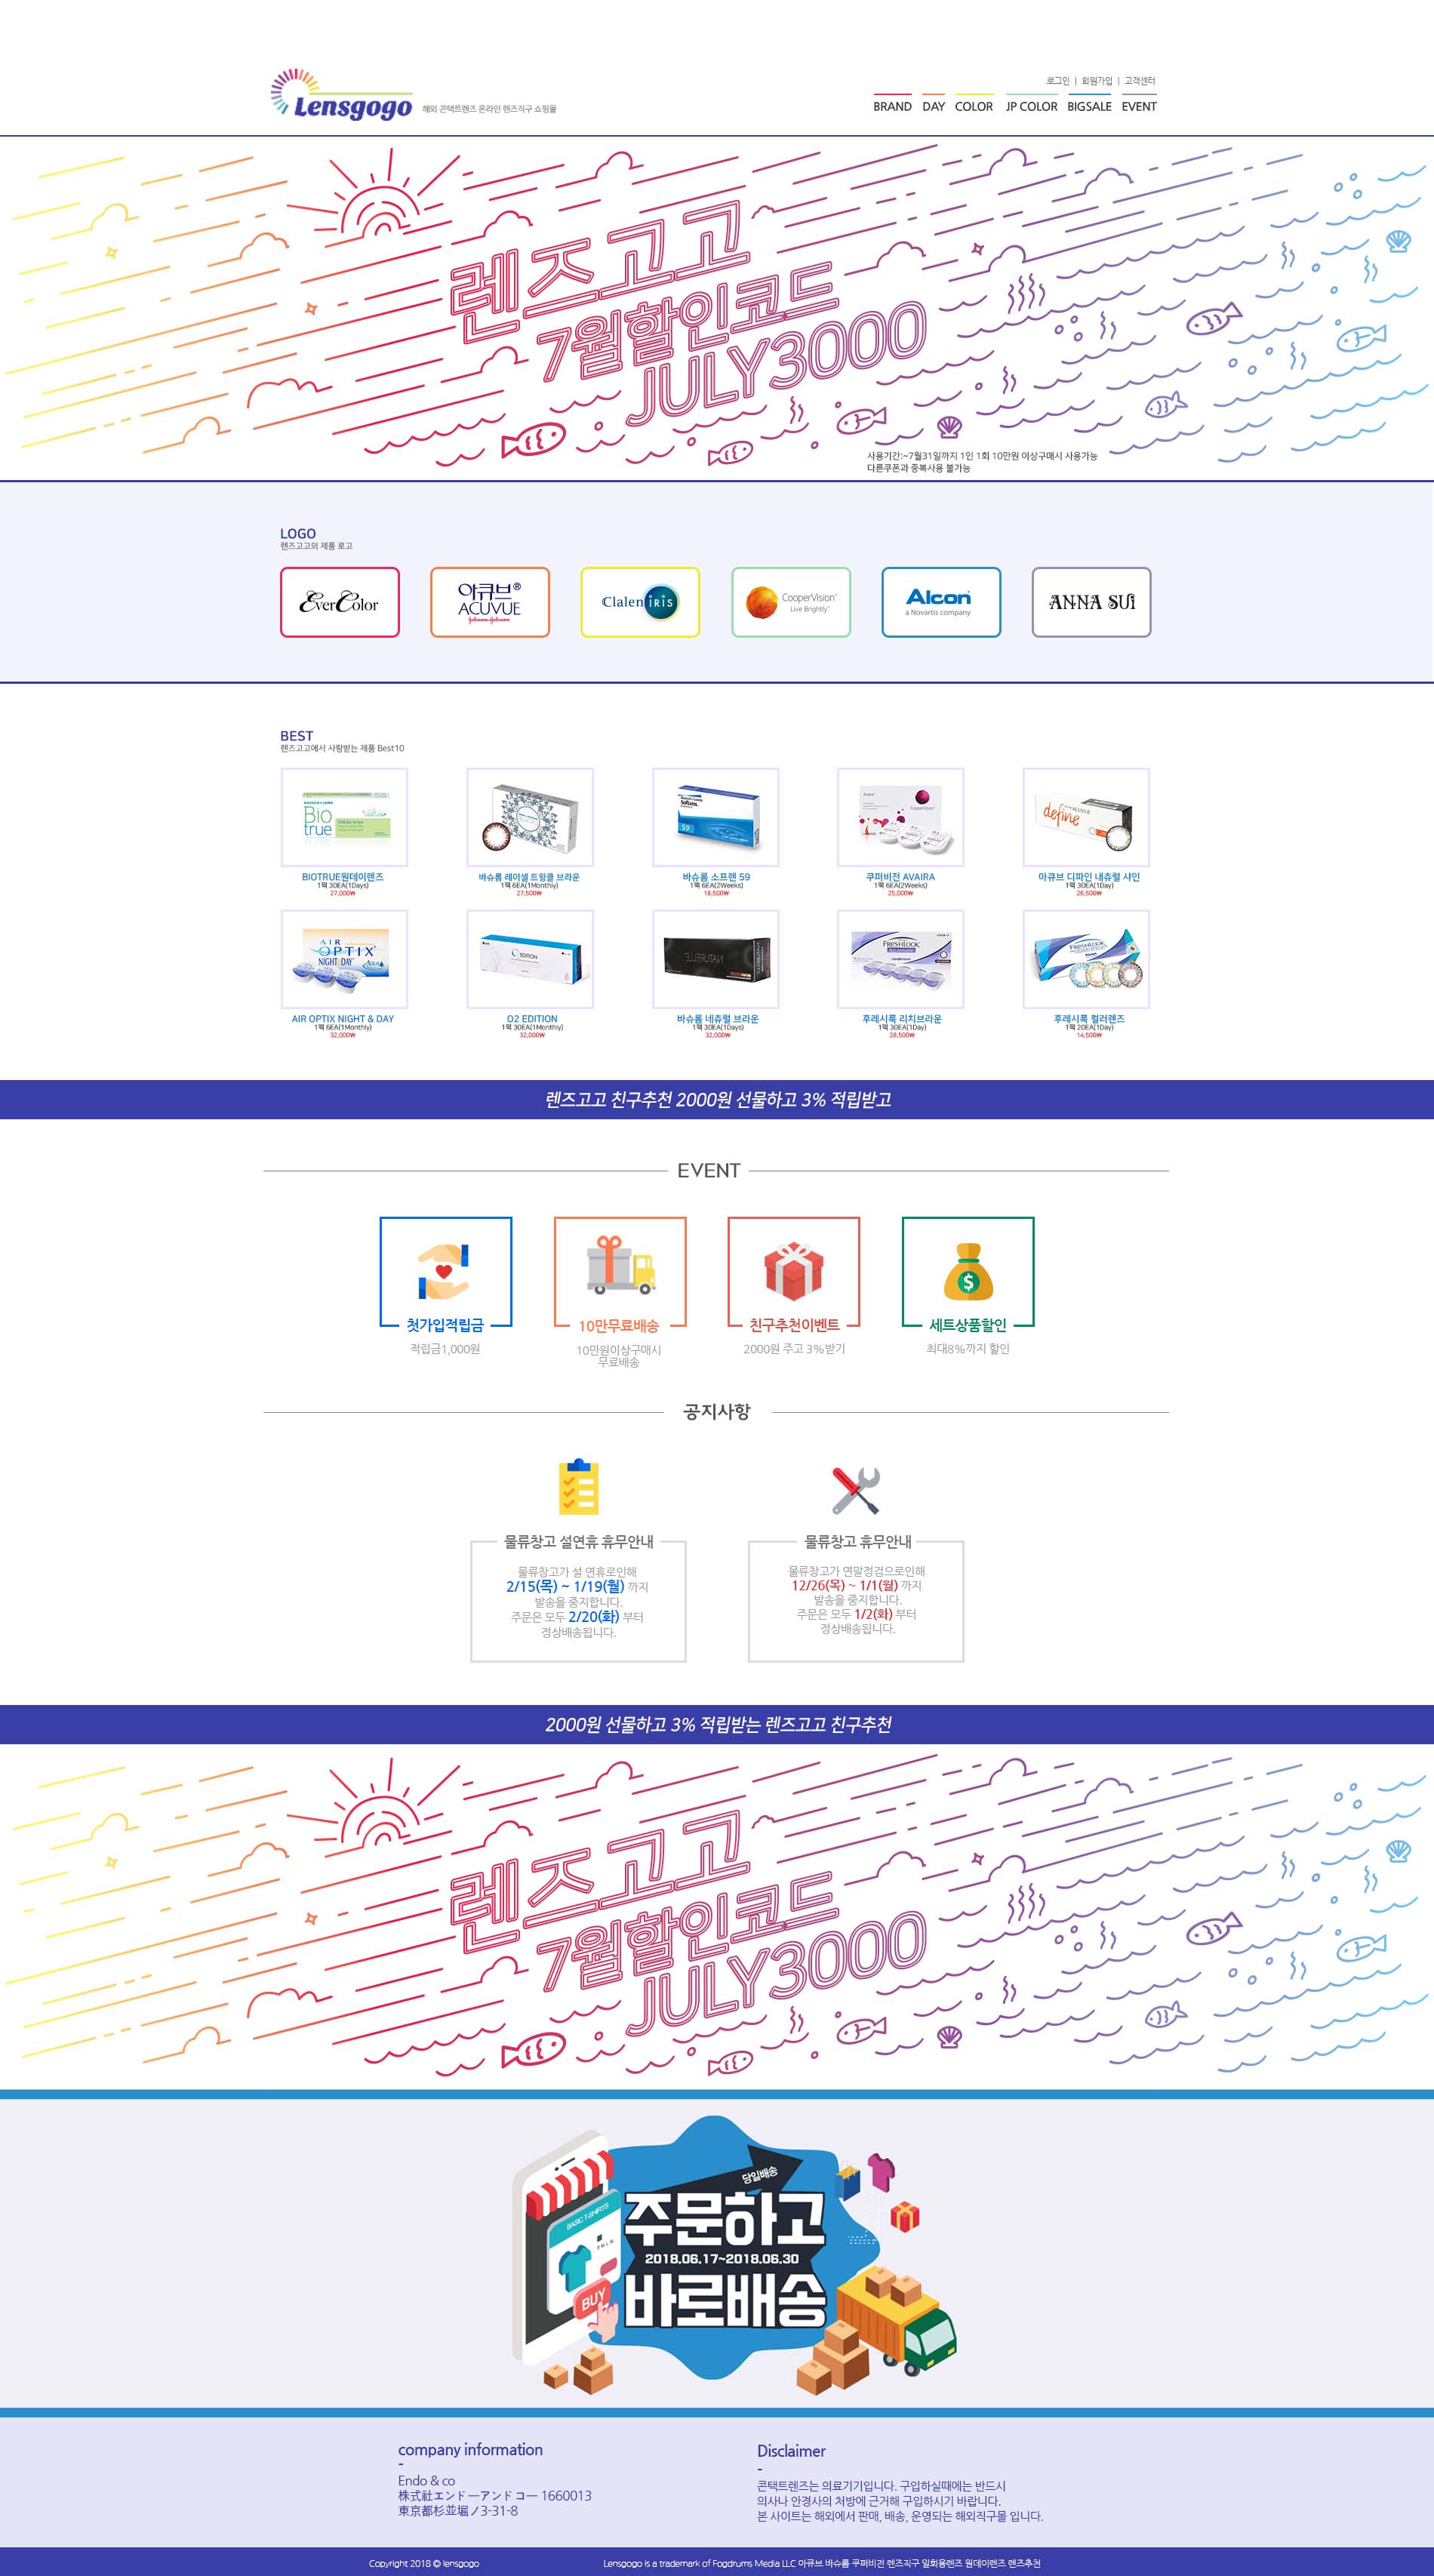 Lensgogo
해외 콘택트렌즈 온라인 렌즈직구 쇼핑몰
로그인 | 회원가입 | 고객센터
BRAND DAY COLOR JP COLOR BIGSALE EVENT
렌즈고고
7월할인코드
JULY3000
사용기간:~7월31일까지 1인 1회 10만원 이상구매시 사용가능
다른쿠폰과 중복사용 불가능
LOGO
렌즈고고의 제품 로고
EverColor
아큐브®
ACUVUE
Johnson & Johnson
Clalen IRIS
CooperVision™
Live Brightly.™
Alcon
a Novartis company
ANNA SUI
BEST
렌즈고고에서 사랑받는 제품 Best10
BAUSCH + LOMB
Bio
true
SofLens.
59
Avaira
CooperVision
define
ACUVUE
BIOTRUE원데이렌즈
1팩 30EA(1Days)
27,000₩
바슈롬 레이셀 트윙클 브라운
1팩 6EA(1Monthly)
27,500₩
바슈롬 소프렌 59
1팩 6EA(2Weeks)
18,500₩
쿠퍼비전 AVAIRA
1팩 6EA(2Weeks)
25,000₩
아큐브 디파인 내츄럴 샤인
1팩 30EA(1Day)
26,500₩
AIR
OPTIX
NIGHT & DAY
AQUA
O2 EDITION
NATURELLE
FRESHLOOK
FRESHLOOK
Alcon
AIR OPTIX NIGHT & DAY
1팩 6EA(1Monthly)
32,000₩
O2 EDITION
1팩 30EA(1Monthly)
32,000₩
바슈롬 네츄럴 브라운
1팩 30EA(1Days)
32,000₩
후레시룩 리치브라운
1팩 30EA(1Day)
28,500₩
후레시룩 컬러렌즈
1팩 20EA(1Day)
14,500₩
렌즈고고 친구추천 2000원 선물하고 3% 적립받고
EVENT
첫가입적립금
적립금1,000원
10만무료배송
10만원이상구매시
무료배송
친구추천이벤트
2000원 주고 3%받기
세트상품할인
최대8%까지 할인
공지사항
물류창고 설연휴 휴무안내
물류창고가 설 연휴로인해
2/15(목) ~ 1/19(월) 까지
발송을 중지합니다.
주문은 모두 2/20(화) 부터
정상배송됩니다.
물류창고 휴무안내
물류창고가 연말정검으로인해
12/26(목) ~ 1/1(월) 까지
발송을 중지합니다.
주문은 모두 1/2(화) 부터
정상배송됩니다.
2000원 선물하고 3% 적립받는 렌즈고고 친구추천
렌즈고고
7월할인코드
JULY3000
당일배송
주문하고
2018.06.17~2018.06.30
바로배송
BASIC T-SHIRTS
S M L XL
BUY
company information
-
Endo & co
株式社エンドーアンドコー 1660013
東京都杉並堀ノ3-31-8
Disclaimer
-
콘택트렌즈는 의료기기입니다. 구입하실때에는 반드시
의사나 안경사의 처방에 근거해 구입하시기 바랍니다.
본 사이트는 해외에서 판매, 배송, 운영되는 해외직구몰 입니다.
Copyright 2018 © lensgogo
Lensgogo is a trademark of Fogdrums Media LLC 아큐브 바슈롬 쿠퍼비전 렌즈직구 일회용렌즈 원데이렌즈 렌즈추천